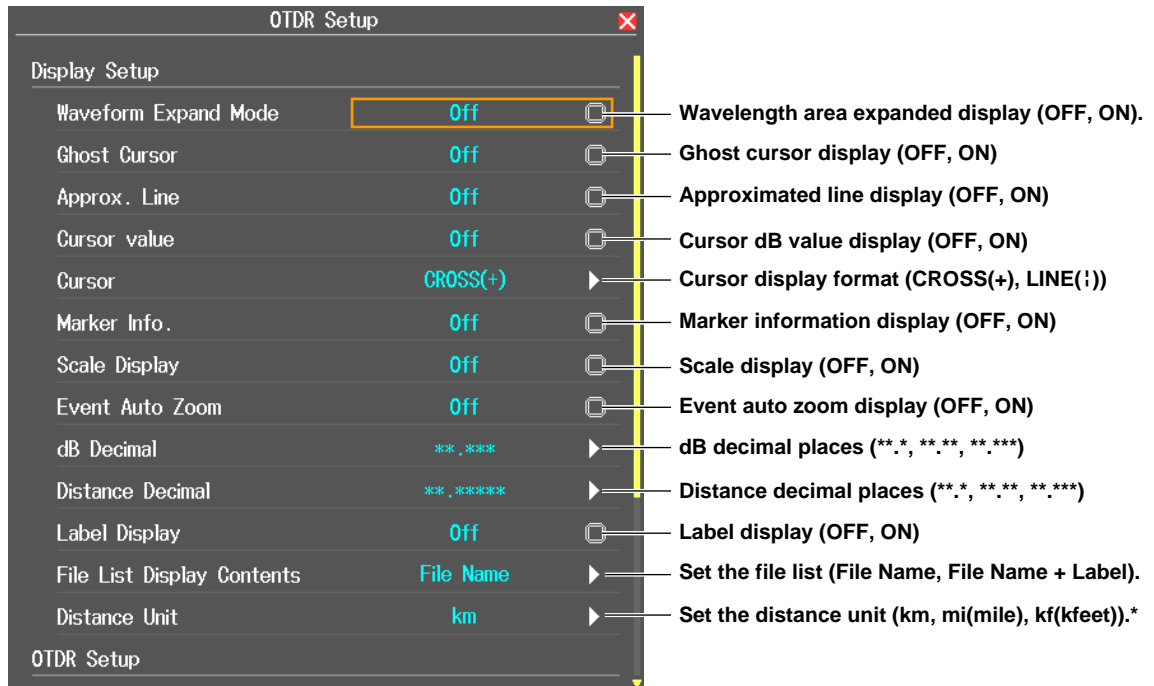 OTDR Setup
Display Setup
Waveform Expand Mode Off Wavelength area expanded display (OFF, ON).
Ghost Cursor Off Ghost cursor display (OFF, ON)
Approx. Line Off Approximated line display (OFF, ON)
Cursor value Off Cursor dB value display (OFF, ON)
Cursor CROSS(+) Cursor display format (CROSS(+), LINE(¦))
Marker Info. Off Marker information display (OFF, ON)
Scale Display Off Scale display (OFF, ON)
Event Auto Zoom Off Event auto zoom display (OFF, ON)
dB Decimal **.*** dB decimal places (**.*, **.**, **.***)
Distance Decimal **.***** Distance decimal places (**.*, **.**, **.***)
Label Display Off Label display (OFF, ON)
File List Display Contents File Name Set the file list (File Name, File Name + Label).
Distance Unit km Set the distance unit (km, mi(mile), kf(kfeet)).*
OTDR Setup